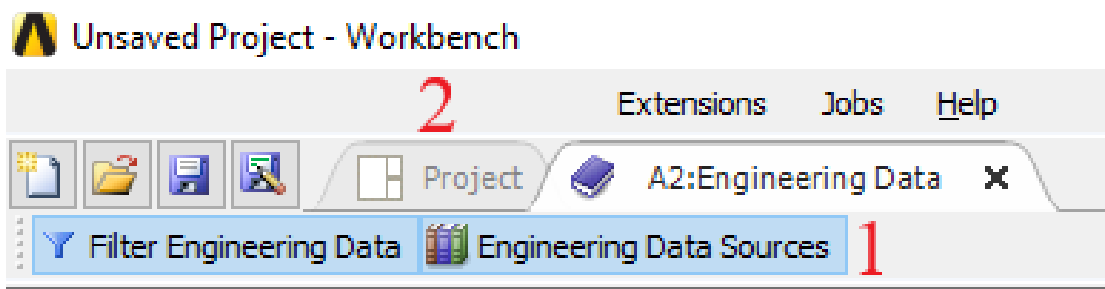 Unsaved Project - Workbench
2
Extensions Jobs Help
Project A2:Engineering Data
Filter Engineering Data Engineering Data Sources 1